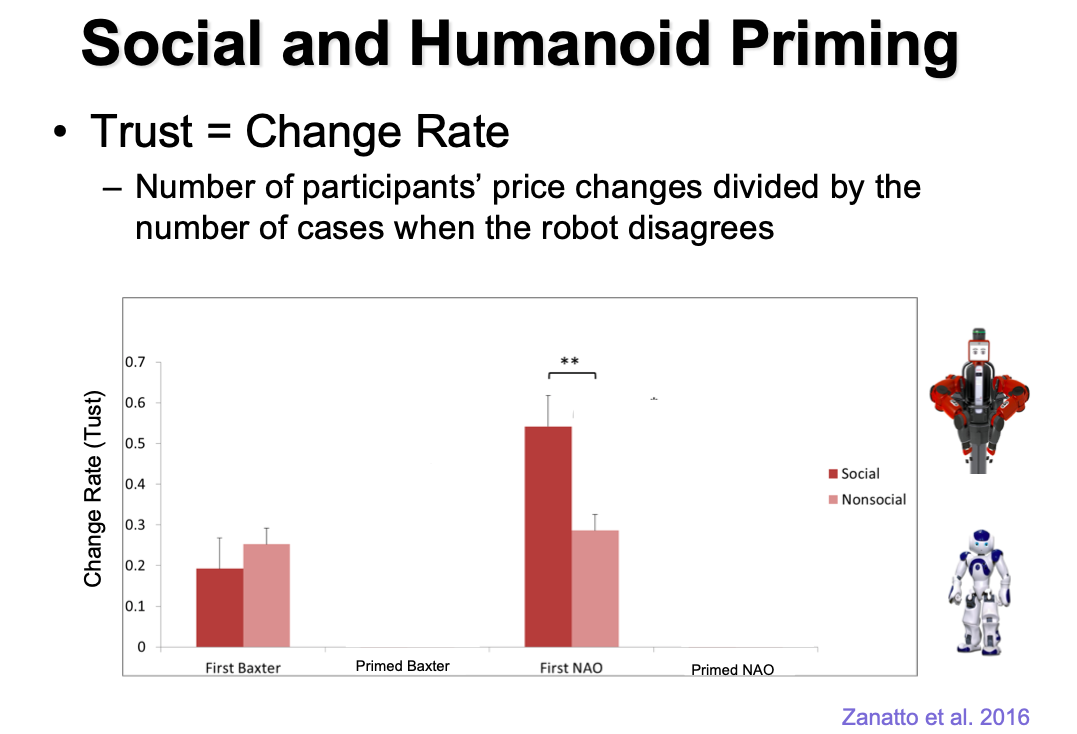 Social and Humanoid Priming
• Trust = Change Rate
– Number of participants’ price changes divided by the
number of cases when the robot disagrees
Change Rate (Tust)
0.7
0.6
0.5
0.4
0.3
0.2
0.1
0
**
First Baxter
Primed Baxter
First NAO
Primed NAO
Social
Nonsocial
Zanatto et al. 2016